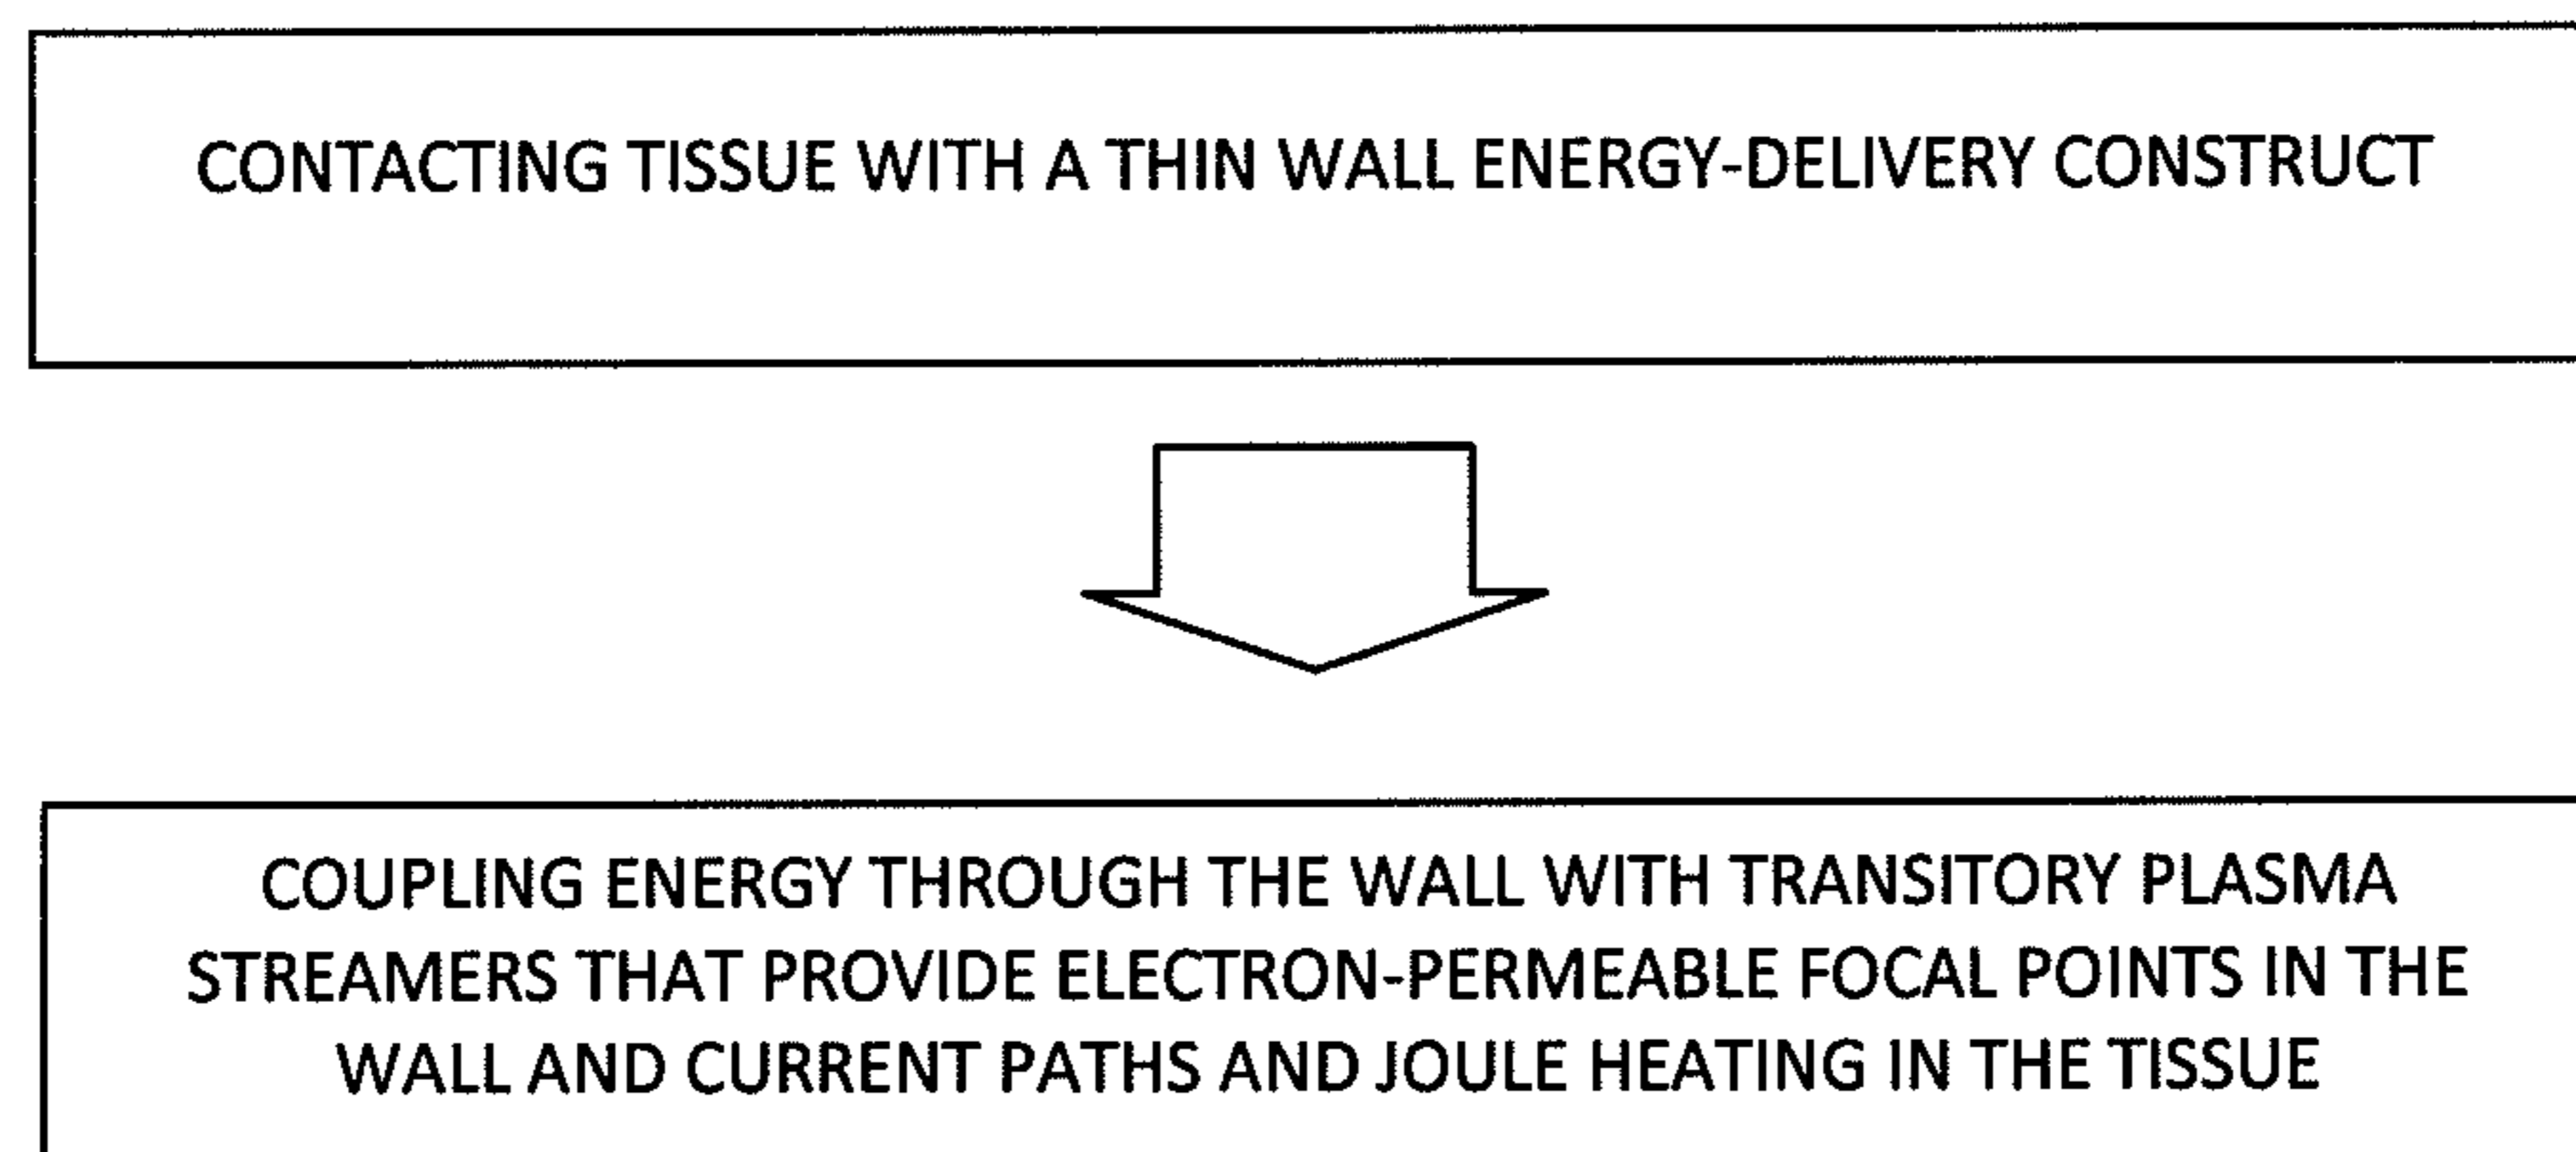 CONTACTING TISSUE WITH A THIN WALL ENERGY-DELIVERY CONSTRUCT
COUPLING ENERGY THROUGH THE WALL WITH TRANSITORY PLASMA
STREAMERS THAT PROVIDE ELECTRON-PERMEABLE FOCAL POINTS IN THE
WALL AND CURRENT PATHS AND JOULE HEATING IN THE TISSUE